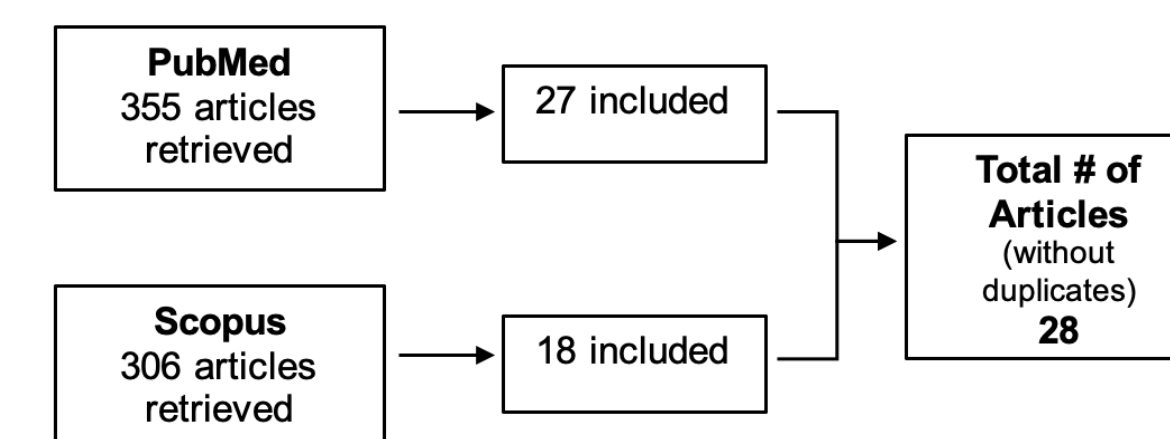 PubMed
355 articles
retrieved
27 included
Scopus
306 articles
retrieved
18 included
Total # of
Articles
(without
duplicates)
28